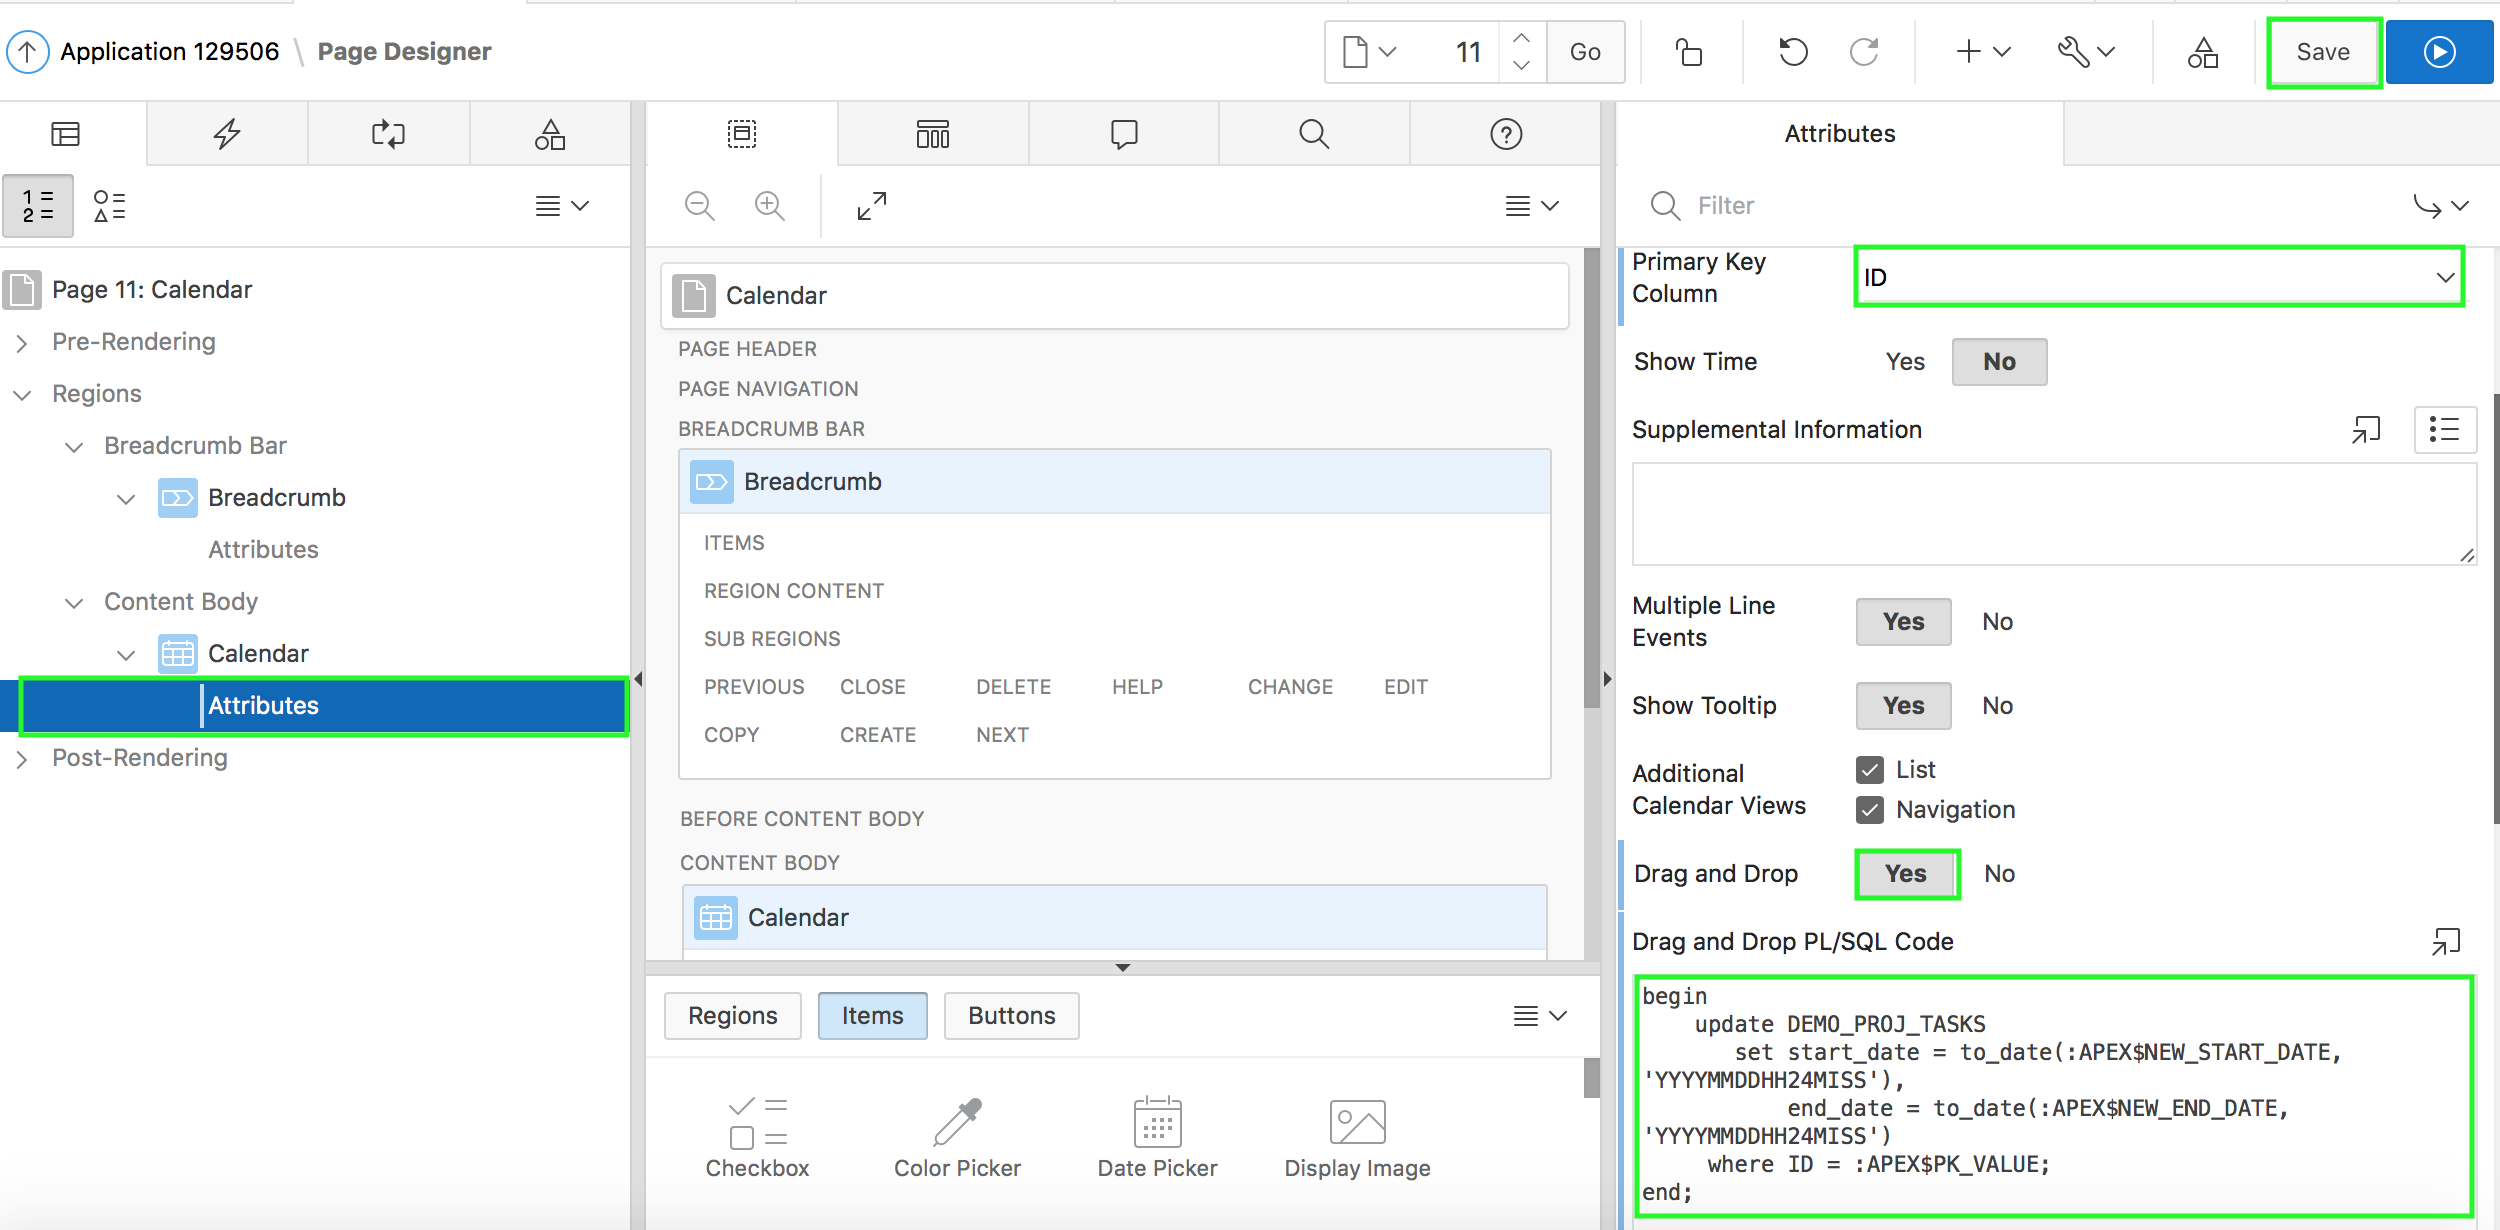 Application 129506 \ Page Designer
11
Go
Save
1
2
Page 11: Calendar
Pre-Rendering
Regions
Breadcrumb Bar
Breadcrumb
Attributes
Content Body
Calendar
Attributes
Post-Rendering
Calendar
PAGE HEADER
PAGE NAVIGATION
BREADCRUMB BAR
Breadcrumb
ITEMS
REGION CONTENT
SUB REGIONS
PREVIOUS CLOSE DELETE HELP CHANGE EDIT
COPY CREATE NEXT
BEFORE CONTENT BODY
CONTENT BODY
Calendar
Regions Items Buttons
Checkbox Color Picker Date Picker Display Image
Attributes
Filter
Primary Key
Column
ID
Show Time Yes No
Supplemental Information
Multiple Line
Events
Yes No
Show Tooltip Yes No
Additional
Calendar Views
List
Navigation
Drag and Drop Yes No
Drag and Drop PL/SQL Code
begin
update DEMO_PROJ_TASKS
set start_date = to_date(:APEX$NEW_START_DATE,
'YYYYMMDDHH24MISS'),
end_date = to_date(:APEX$NEW_END_DATE,
'YYYYMMDDHH24MISS')
where ID = :APEX$PK_VALUE;
end;